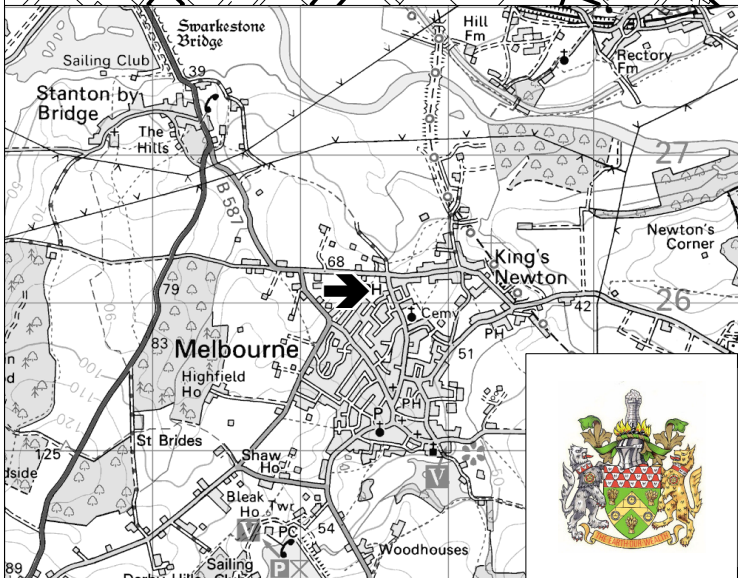 Swarkestone
Bridge
Hill
Fm
Sailing Club
Rectory
Fm
39
Stanton by
Bridge
The
Hills
27
B 587
Newton's
Corner
68
King's
Newton
H
79
26
42
Cemy
PH
83
Melbourne
51
Highfield
Ho
PH
P
St Brides
125
dside
Shaw
Ho
V
Bleak
Ho
Twr
V
PC
54
Woodhouses
Sailing
P
89